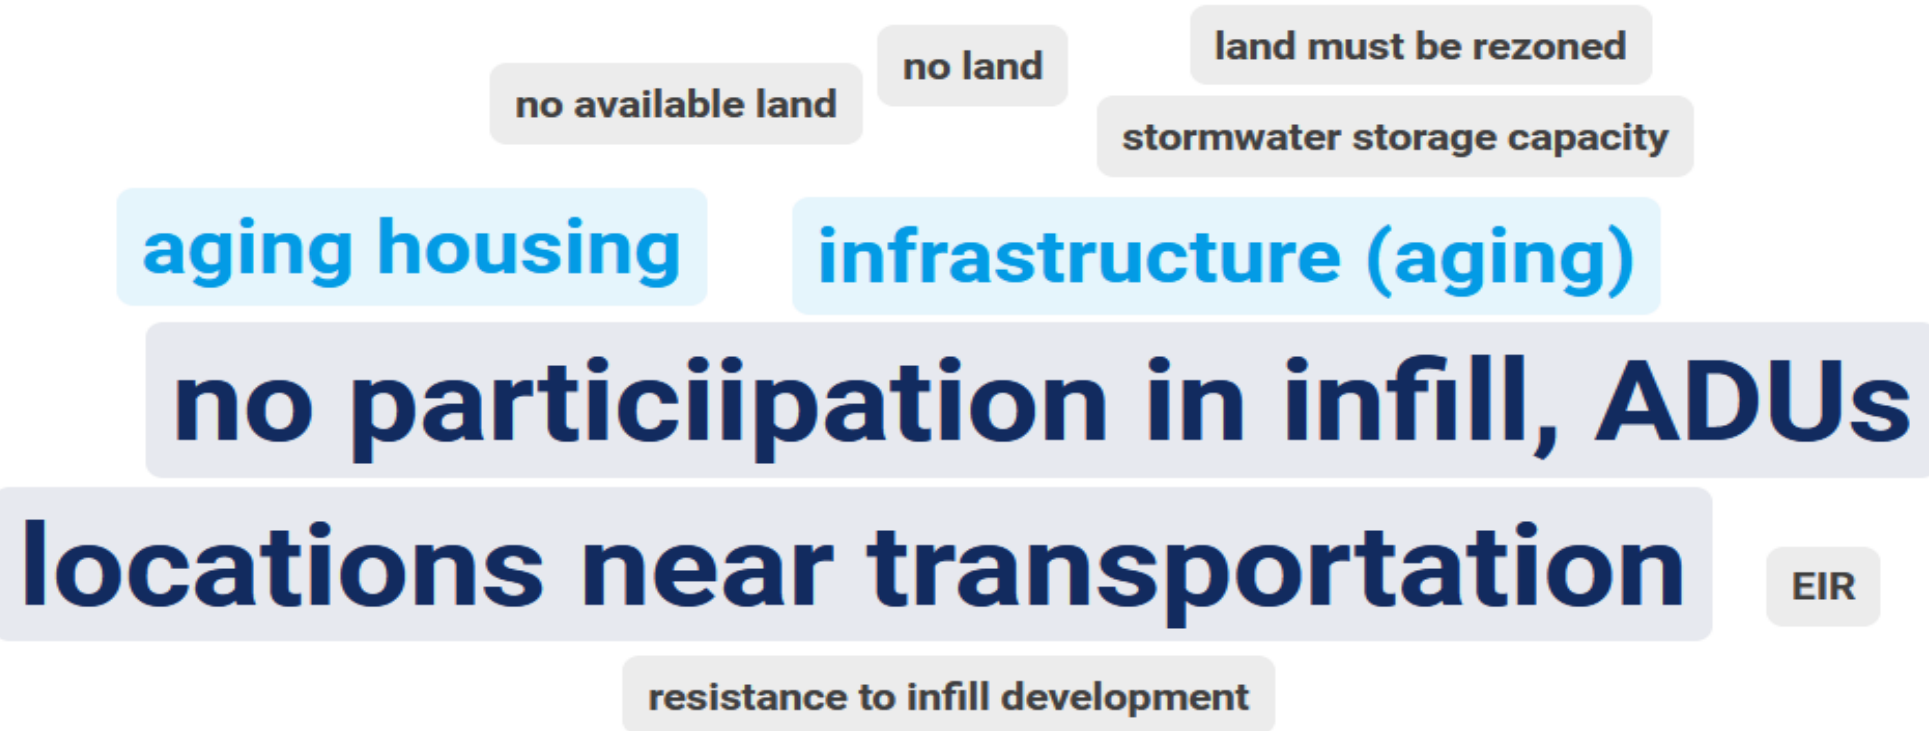 land must be rezoned
no land
no available land
stormwater storage capacity
aging housing
infrastructure (aging)
no particiipation in infill, ADUs
locations near transportation
EIR
resistance to infill development